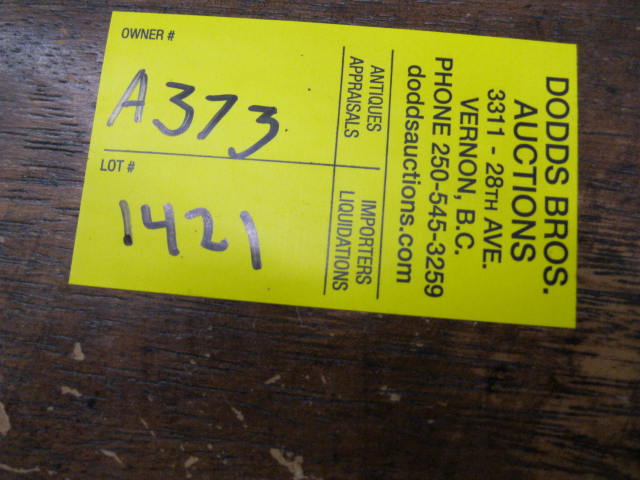 DODDS BROS.
AUCTIONS
3311 - 28TH AVE.
VERNON, B.C.
PHONE 250-545-3259
doddsauctions.com
ANTIQUES
APPRAISALS
IMPORTERS
LIQUIDATIONS
OWNER #
A373
LOT #
1421